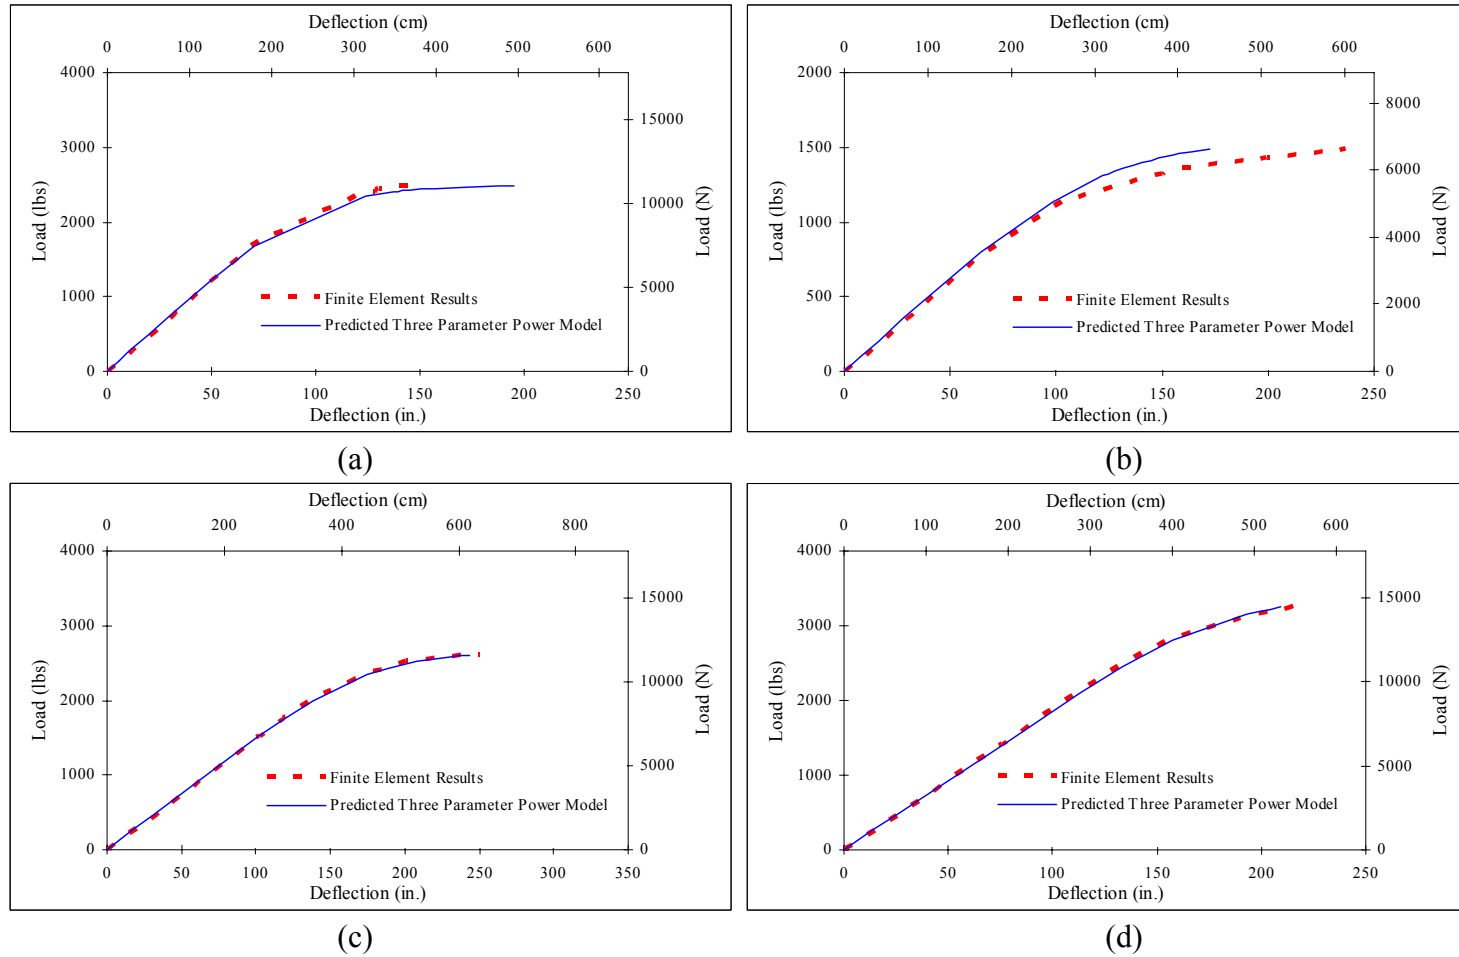 Deflection (cm)
0 100 200 300 400 500 600
4000
3000
2000
1000
0
Load (lbs)
15000
10000
5000
0
Load (N)
Finite Element Results
Predicted Three Parameter Power Model
0 50 100 150 200 250
Deflection (in.)
(a)
Deflection (cm)
0 100 200 300 400 500 600
2000
1500
1000
500
0
Load (lbs)
8000
6000
4000
2000
0
Load (N)
Finite Element Results
Predicted Three Parameter Power Model
0 50 100 150 200 250
Deflection (in.)
(b)
Deflection (cm)
0 200 400 600 800
4000
3000
2000
1000
0
Load (lbs)
15000
10000
5000
0
Load (N)
Finite Element Results
Predicted Three Parameter Power Model
0 50 100 150 200 250 300 350
Deflection (in.)
(c)
Deflection (cm)
0 100 200 300 400 500 600
4000
3000
2000
1000
0
Load (lbs)
15000
10000
5000
0
Load (N)
Finite Element Results
Predicted Three Parameter Power Model
0 50 100 150 200 250
Deflection (in.)
(d)